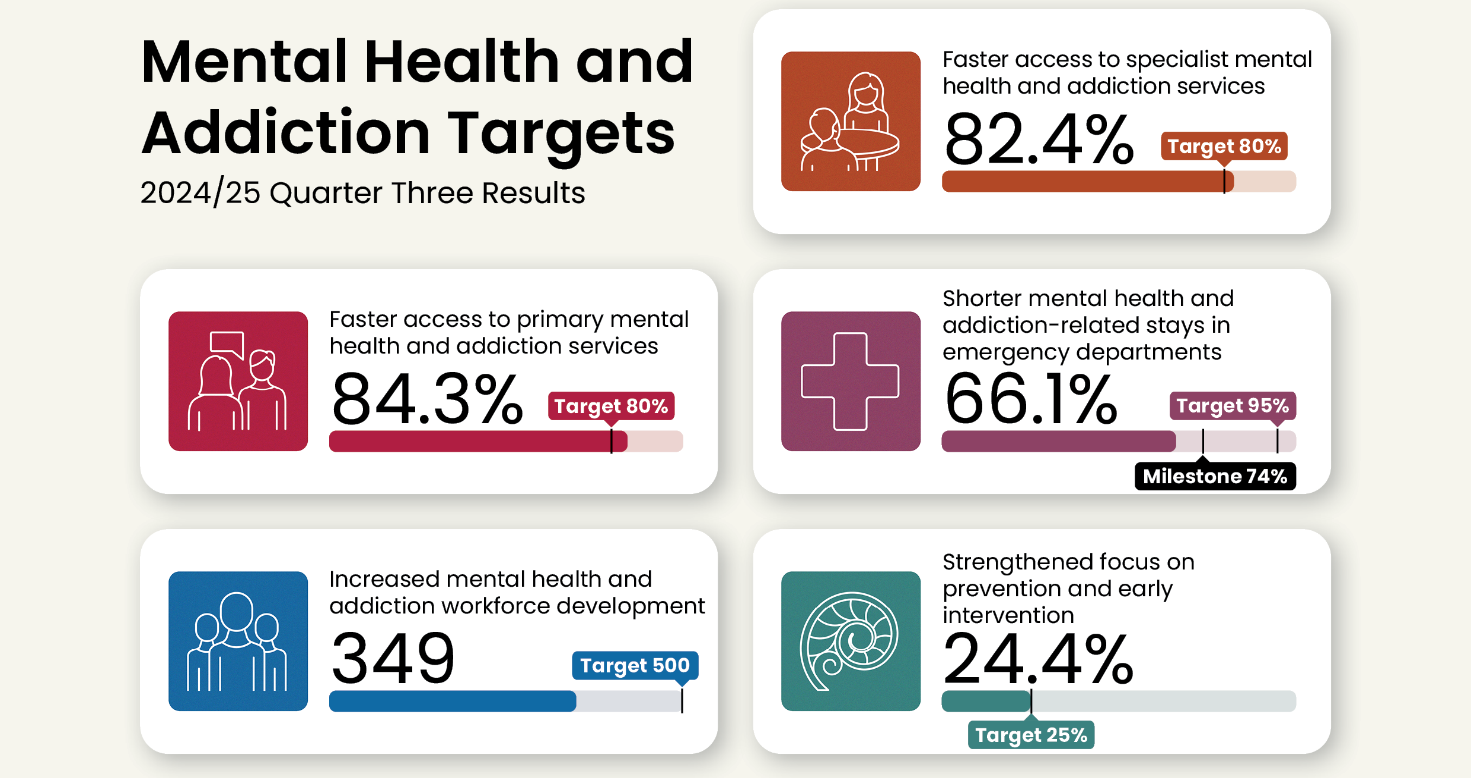 Mental Health and
Addiction Targets
2024/25 Quarter Three Results
Faster access to specialist mental
health and addiction services
82.4%
Target 80%
Faster access to primary mental
health and addiction services
84.3%
Target 80%
Shorter mental health and
addiction-related stays in
emergency departments
66.1%
Target 95%
Milestone 74%
Increased mental health and
addiction workforce development
349
Target 500
Strengthened focus on
prevention and early
intervention
24.4%
Target 25%